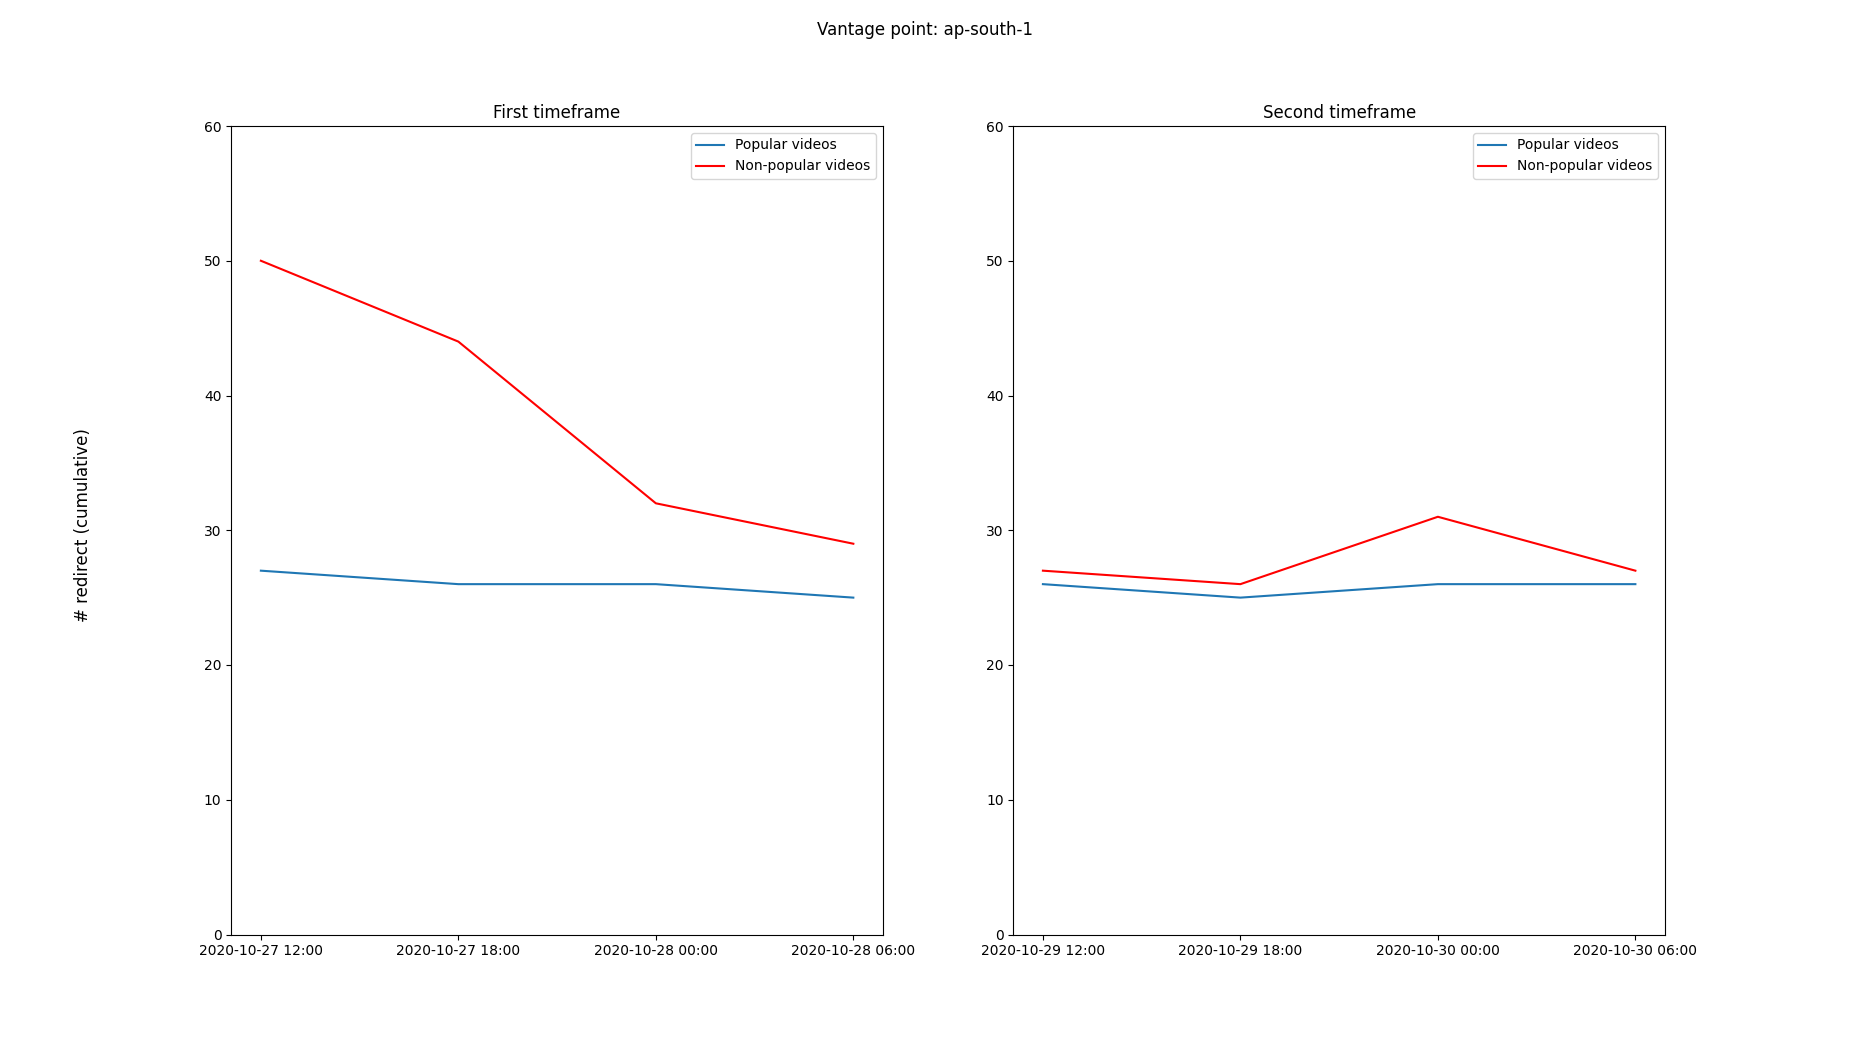 Vantage point: ap-south-1
# redirect (cumulative)
First timeframe
Popular videos
Non-popular videos
60
50
40
30
20
10
0
2020-10-27 12:00
2020-10-27 18:00
2020-10-28 00:00
2020-10-28 06:00
Second timeframe
Popular videos
Non-popular videos
60
50
40
30
20
10
0
2020-10-29 12:00
2020-10-29 18:00
2020-10-30 00:00
2020-10-30 06:00